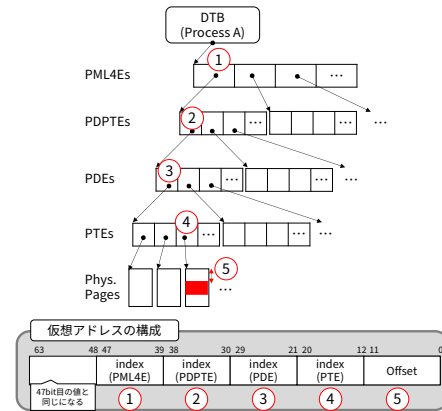 DTB
(Process A)
①
PML4Es
…
②
PDPTEs
… … …
③
PDEs
… … …
④
PTEs
… … …
⑤
Phys.
Pages
…
仮想アドレスの構成
63 48 47 39 38 30 29 21 20 12 11 0
index index index index Offset
(PML4E) (PDPTE) (PDE) (PTE)
47bit目の値と
同じになる
① ② ③ ④ ⑤